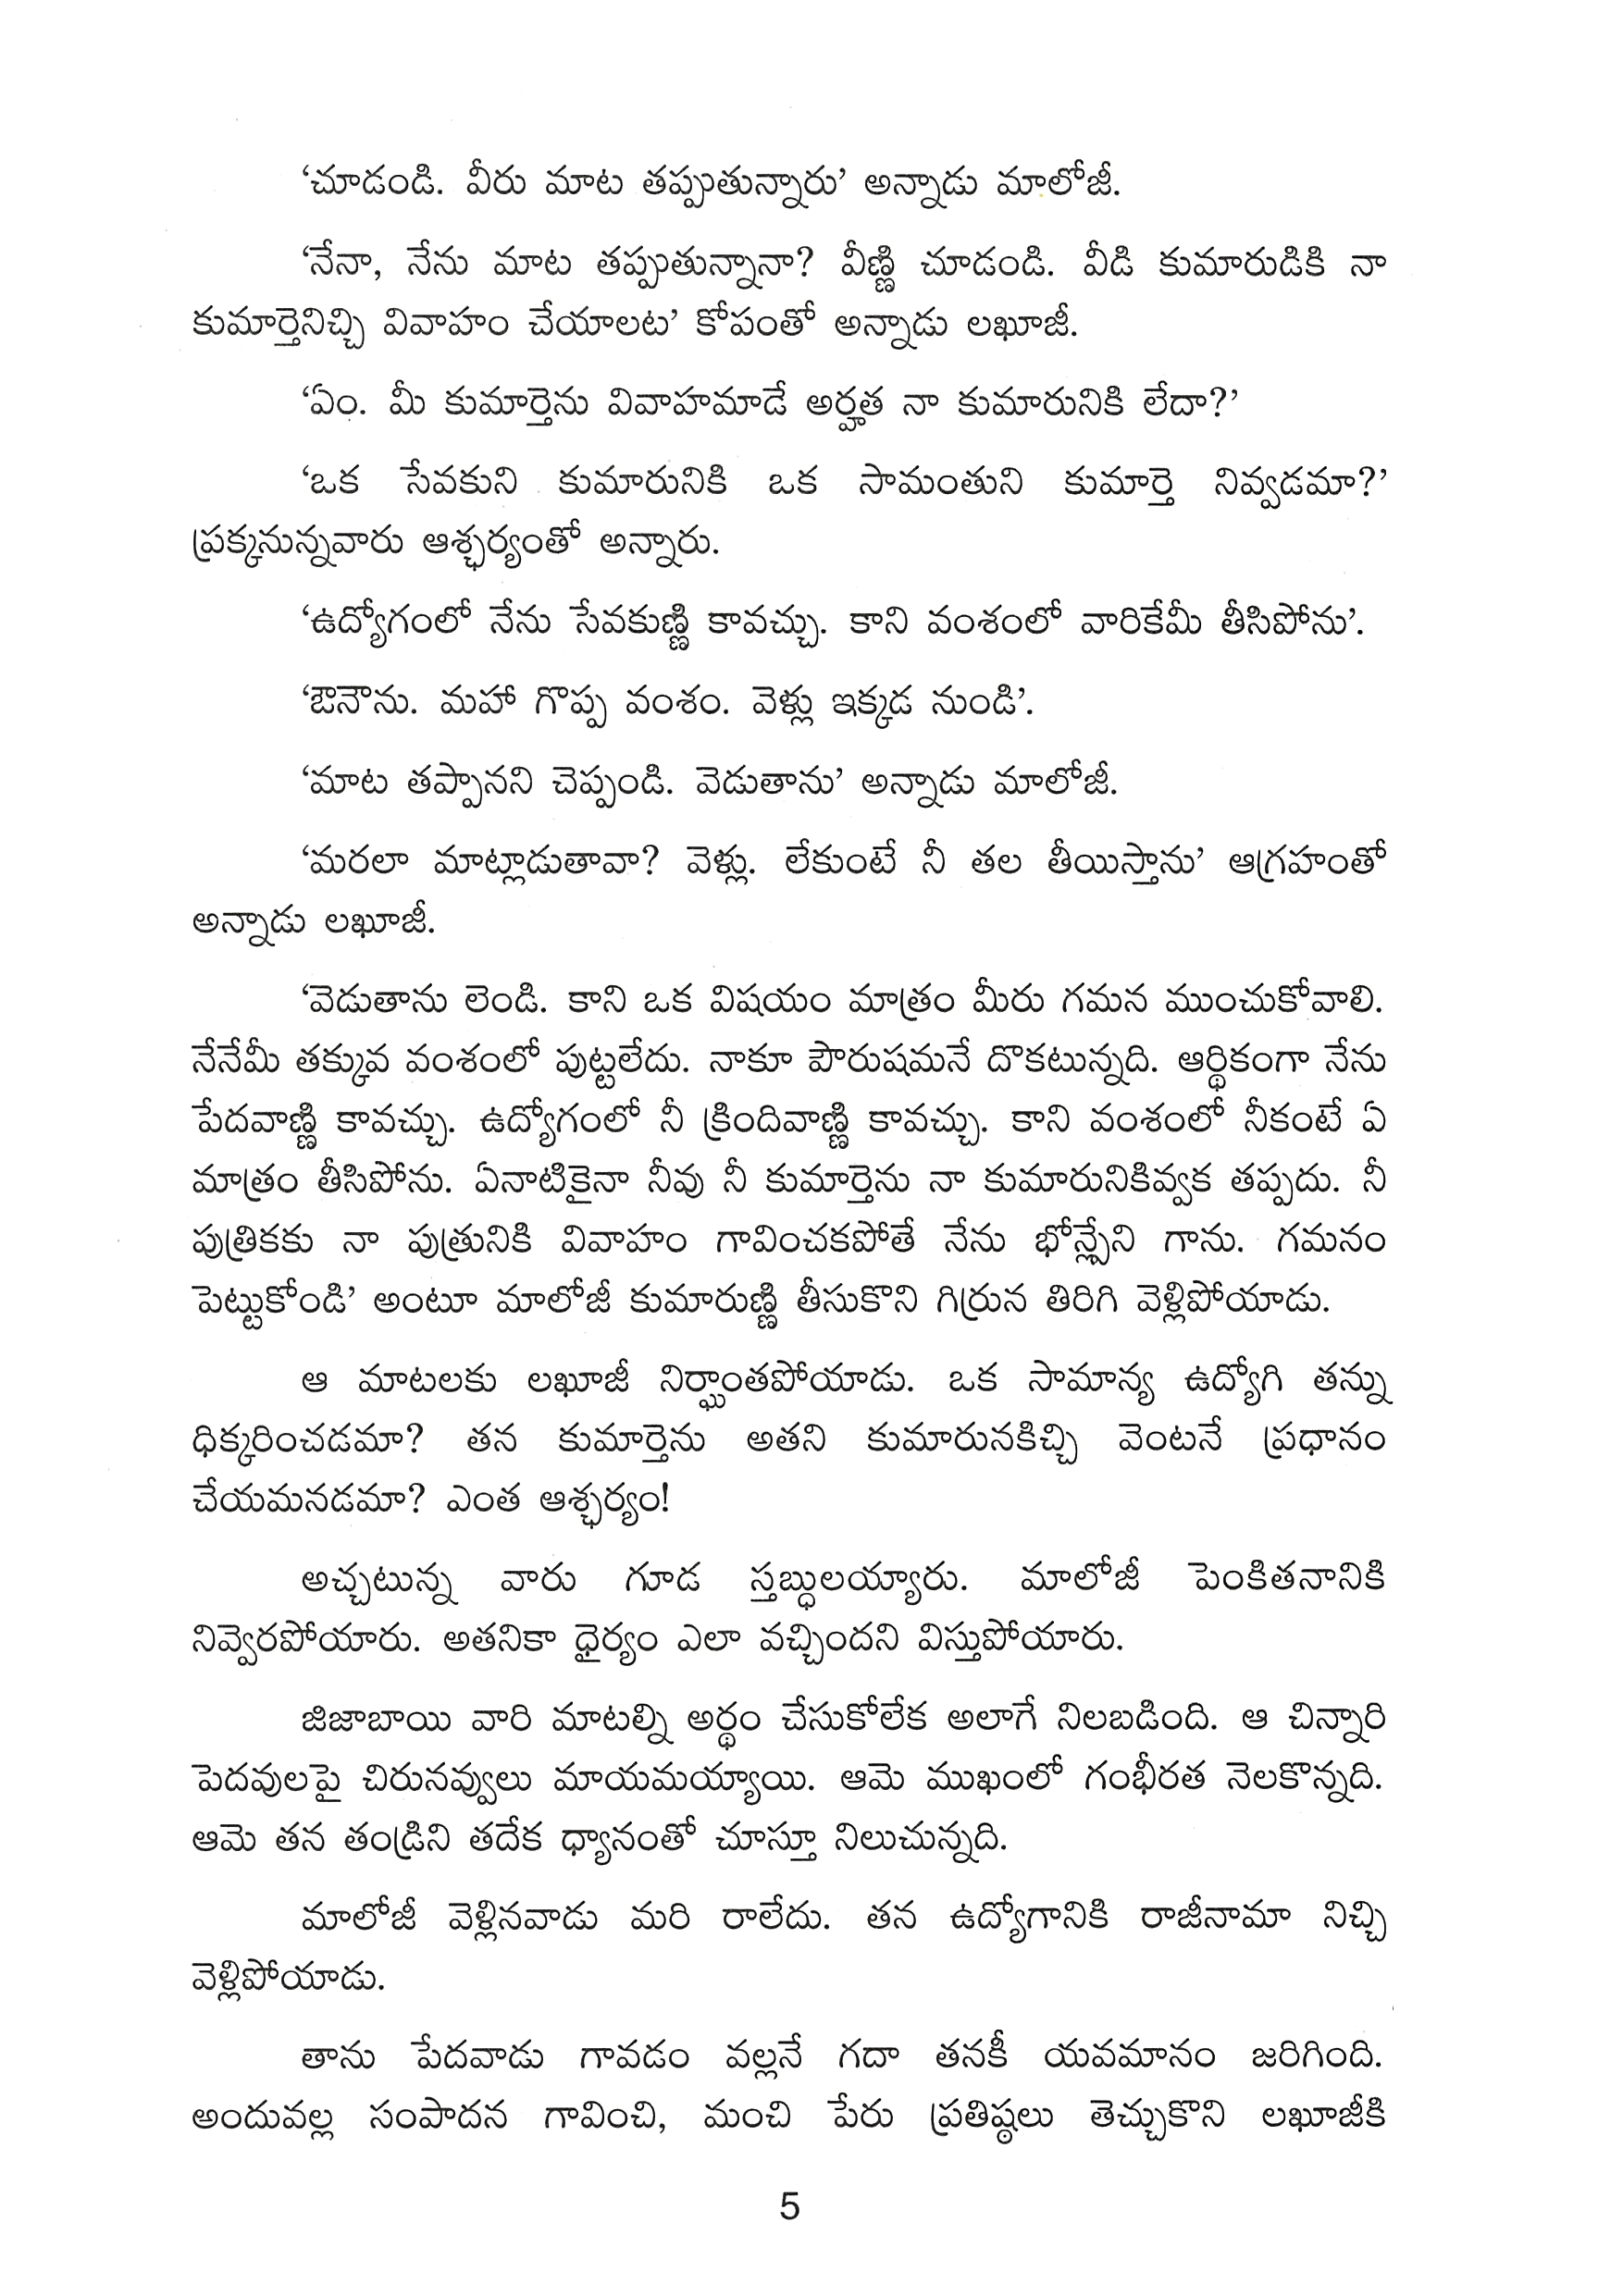 ‘చూడండి. వీరు మాట తప్పుతున్నారు’ అన్నాడు మాలోజీ.
‘నేనా, నేను మాట తప్పుతున్నానా? వీణ్ణి చూడండి. వీడి కుమారుడికి నా
కుమార్తెనిచ్చి వివాహం చేయాలట’ కోపంతో అన్నాడు లఖూజీ.
‘ఏం. మీ కుమార్తెను వివాహమాడే అర్హత నా కుమారునికి లేదా?’
‘ఒక సేవకుని కుమారునికి ఒక సామంతుని కుమార్తె నివ్వడమా?’
ప్రక్కనున్నవారు ఆశ్చర్యంతో అన్నారు.
‘ఉద్యోగంలో నేను సేవకుణ్ణి కావచ్చు. కాని వంశంలో వారికేమీ తీసిపోను’.
‘ఔనౌను. మహా గొప్ప వంశం. వెళ్లు ఇక్కడ నుండి’.
‘మాట తప్పానని చెప్పండి. వెడుతాను’ అన్నాడు మాలోజీ.
‘మరలా మాట్లాడుతావా? వెళ్లు. లేకుంటే నీ తల తీయిస్తాను’ ఆగ్రహంతో
అన్నాడు లఖూజీ.
‘వెడుతాను లెండి. కాని ఒక విషయం మాత్రం మీరు గమన ముంచుకోవాలి.
నేనేమీ తక్కువ వంశంలో పుట్టలేదు. నాకూ పౌరుషమనే దొకటున్నది. ఆర్థికంగా నేను
పేదవాణ్ణి కావచ్చు. ఉద్యోగంలో నీ క్రిందివాణ్ణి కావచ్చు. కాని వంశంలో నీకంటే ఏ
మాత్రం తీసిపోను. ఏనాటికైనా నీవు నీ కుమార్తెను నా కుమారునికివ్వక తప్పదు. నీ
పుత్రికకు నా పుత్రునికి వివాహం గావించకపోతే నేను భోన్స్లేని గాను. గమనం
పెట్టుకోండి’ అంటూ మాలోజీ కుమారుణ్ణి తీసుకొని గిర్రున తిరిగి వెళ్లిపోయాడు.
ఆ మాటలకు లఖూజీ నిర్ఘాంతపోయాడు. ఒక సామాన్య ఉద్యోగి తన్ను
ధిక్కరించడమా? తన కుమార్తెను అతని కుమారునకిచ్చి వెంటనే ప్రధానం
చేయమనడమా? ఎంత ఆశ్చర్యం!
అచ్చటున్న వారు గూడ స్తబ్ధులయ్యారు. మాలోజీ పెంకితనానికి
నివ్వెరపోయారు. అతనికా ధైర్యం ఎలా వచ్చిందని విస్తుపోయారు.
జిజాబాయి వారి మాటల్ని అర్థం చేసుకోలేక అలాగే నిలబడింది. ఆ చిన్నారి
పెదవులపై చిరునవ్వులు మాయమయ్యాయి. ఆమె ముఖంలో గంభీరత నెలకొన్నది.
ఆమె తన తండ్రిని తదేక ధ్యానంతో చూస్తూ నిలుచున్నది.
మాలోజీ వెళ్లినవాడు మరి రాలేదు. తన ఉద్యోగానికి రాజీనామా నిచ్చి
వెళ్లిపోయాడు.
తాను పేదవాడు గావడం వల్లనే గదా తనకీ యవమానం జరిగింది.
అందువల్ల సంపాదన గావించి, మంచి పేరు ప్రతిష్ఠలు తెచ్చుకొని లఖూజీకి
5